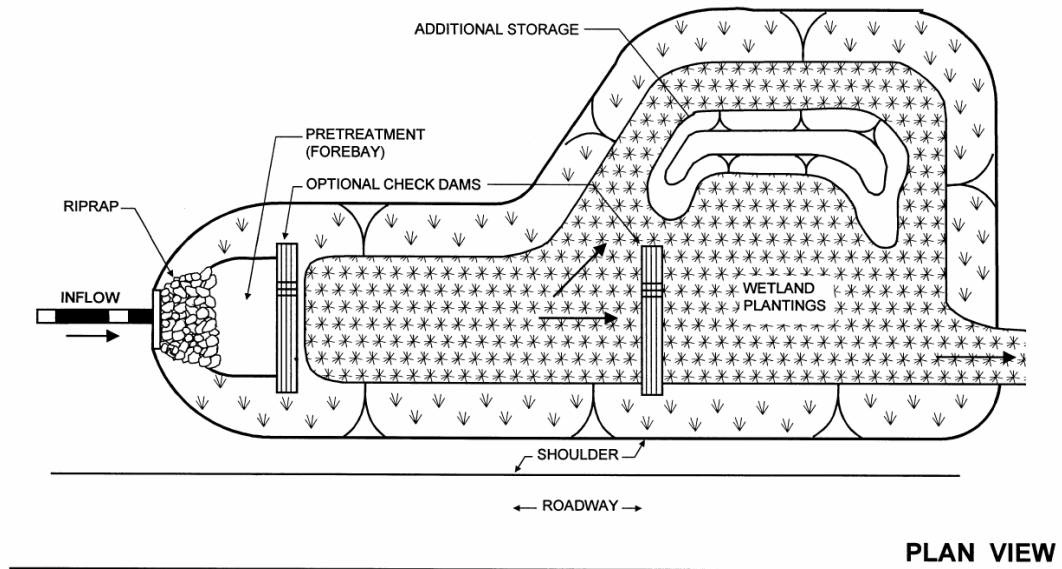 ADDITIONAL STORAGE
PRETREATMENT
(FOREBAY)
OPTIONAL CHECK DAMS
RIPRAP
INFLOW
WETLAND
PLANTINGS
SHOULDER
ROADWAY
PLAN VIEW